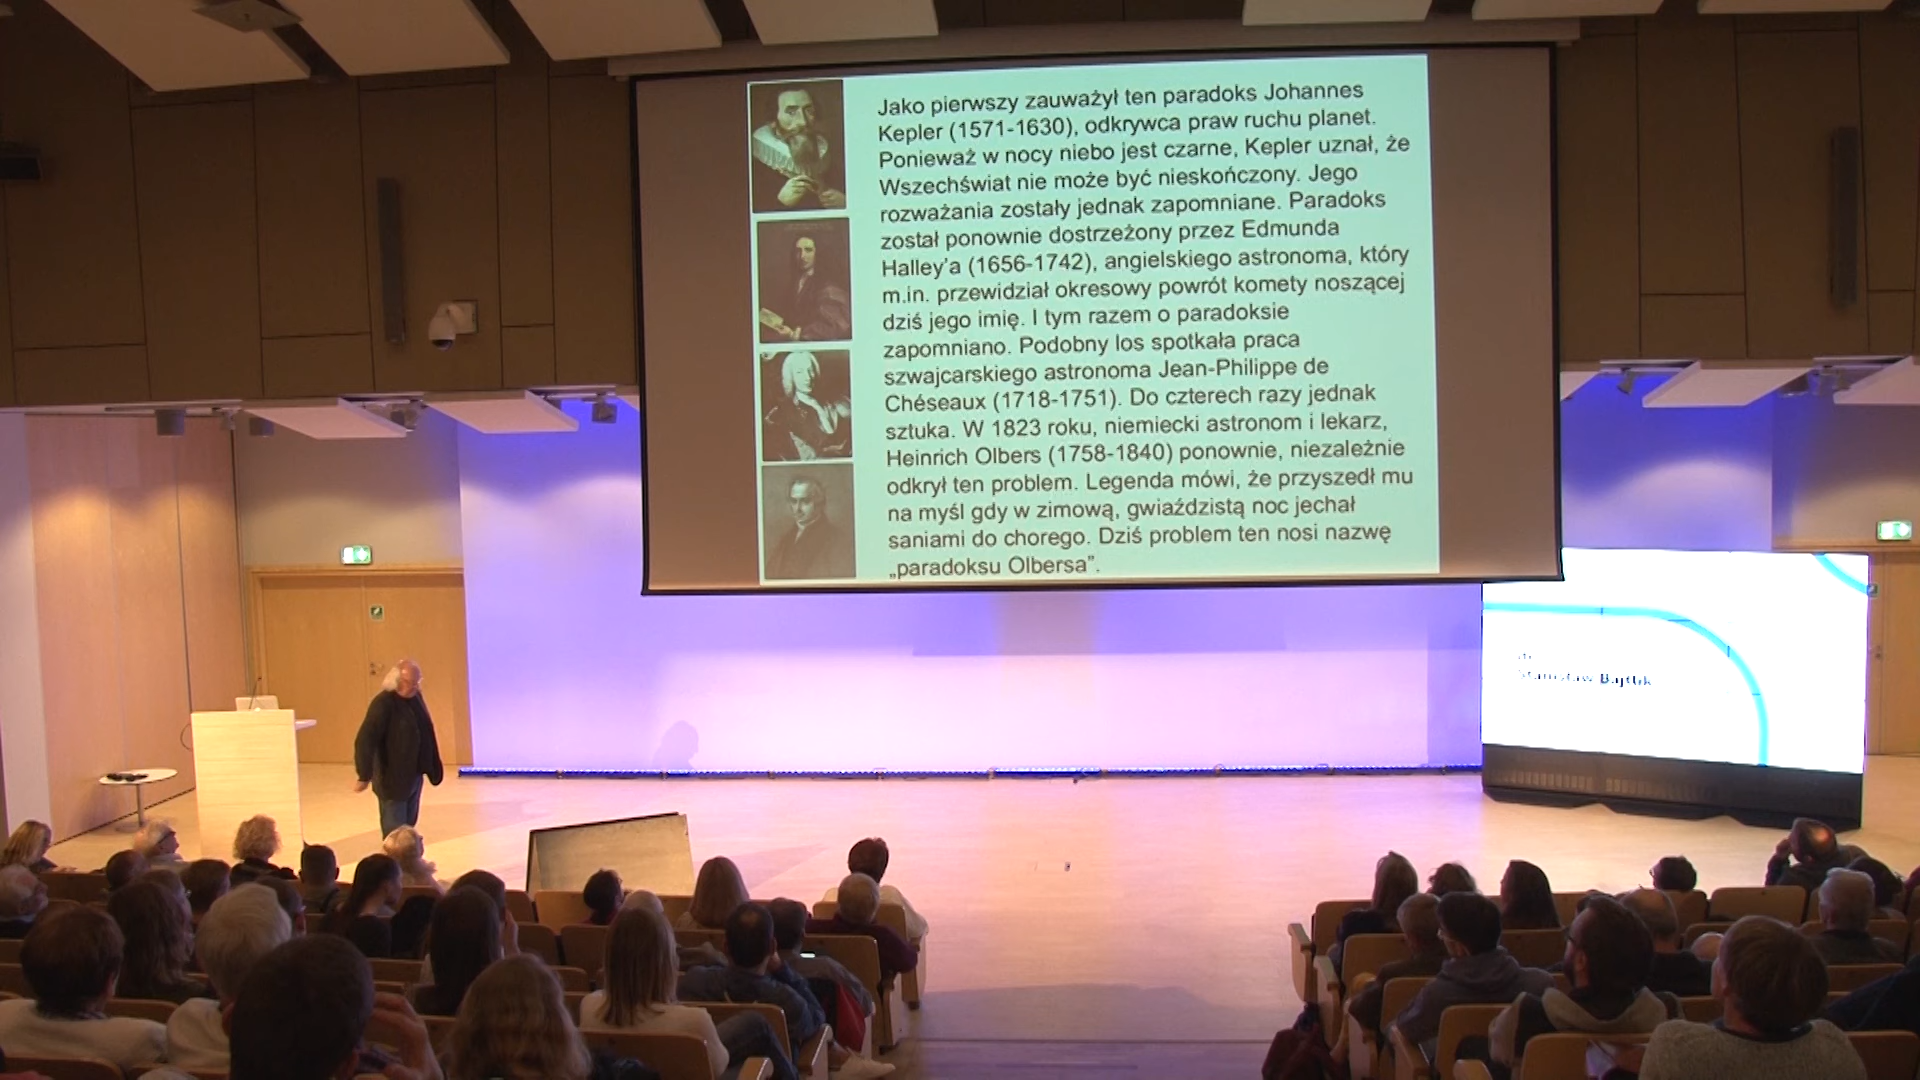 Jako pierwszy zauważył ten paradoks Johannes
Kepler (1571-1630), odkrywca praw ruchu planet.
Ponieważ w nocy niebo jest czarne, Kepler uznał, że
Wszechświat nie może być nieskończony. Jego
rozważania zostały jednak zapomniane. Paradoks
został ponownie dostrzeżony przez Edmunda
Halley'a (1656-1742), angielskiego astronoma, który
m.in. przewidział okresowy powrót komety noszącej
dziś jego imię. I tym razem o paradoksie
zapomniano. Podobny los spotkała praca
szwajcarskiego astronoma Jean-Philippe de
Chéseaux (1718-1751). Do czterech razy jednak
sztuka. W 1823 roku, niemiecki astronom i lekarz,
Heinrich Olbers (1758-1840) ponownie, niezależnie
odkrył ten problem. Legenda mówi, że przyszedł mu
na myśl gdy w zimową, gwiaździstą noc jechał
saniami do chorego. Dziś problem ten nosi nazwę
„paradoksu Olbersa”.
dr
Stanisław Bajtlik